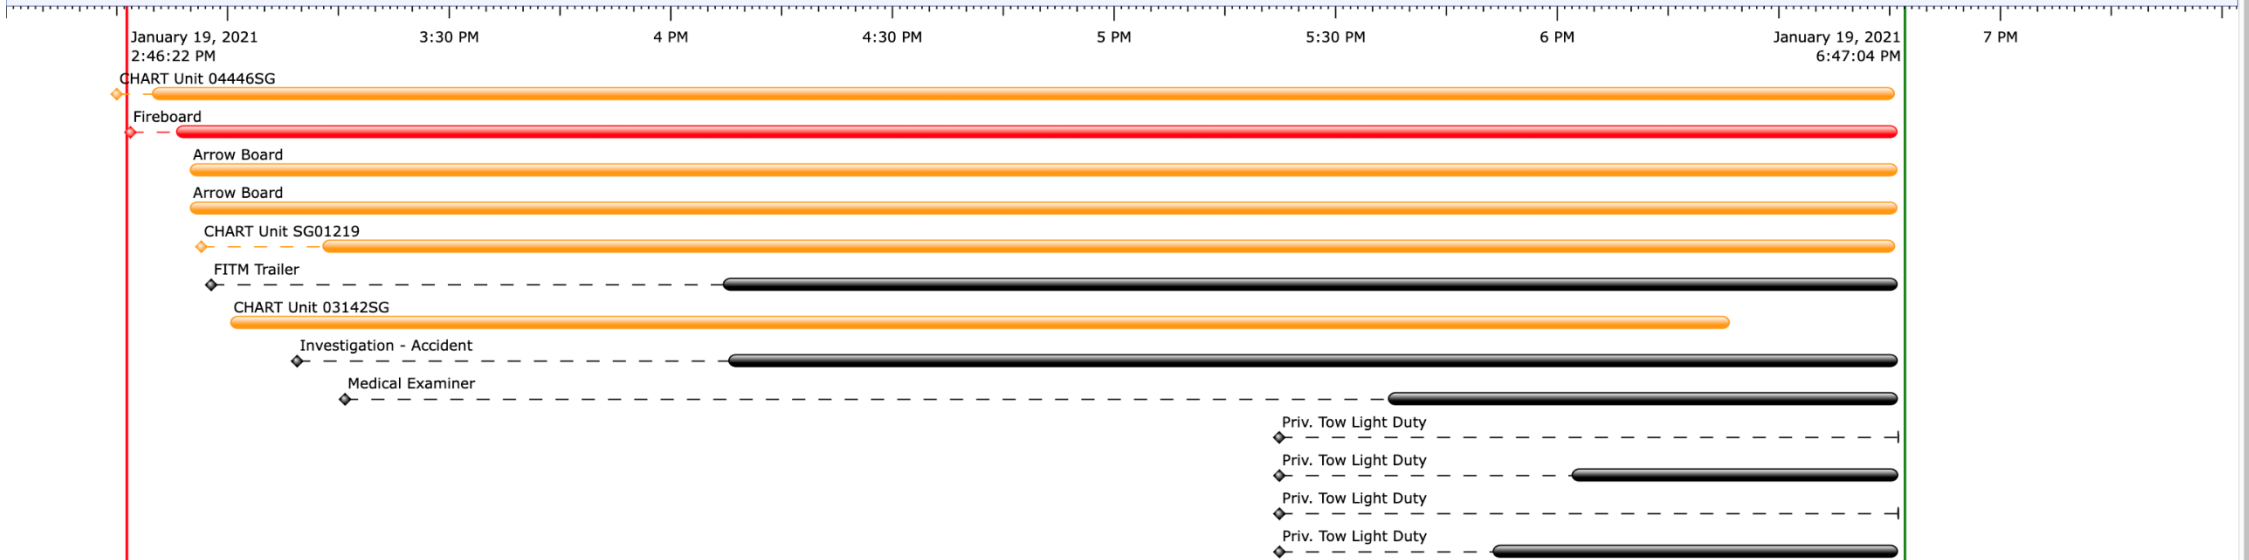 January 19, 2021
2:46:22 PM
3:30 PM
4 PM
4:30 PM
5 PM
5:30 PM
6 PM
January 19, 2021
6:47:04 PM
7 PM
CHART Unit 04446SG
Fireboard
Arrow Board
Arrow Board
CHART Unit SG01219
FITM Trailer
CHART Unit 03142SG
Investigation - Accident
Medical Examiner
Priv. Tow Light Duty
Priv. Tow Light Duty
Priv. Tow Light Duty
Priv. Tow Light Duty